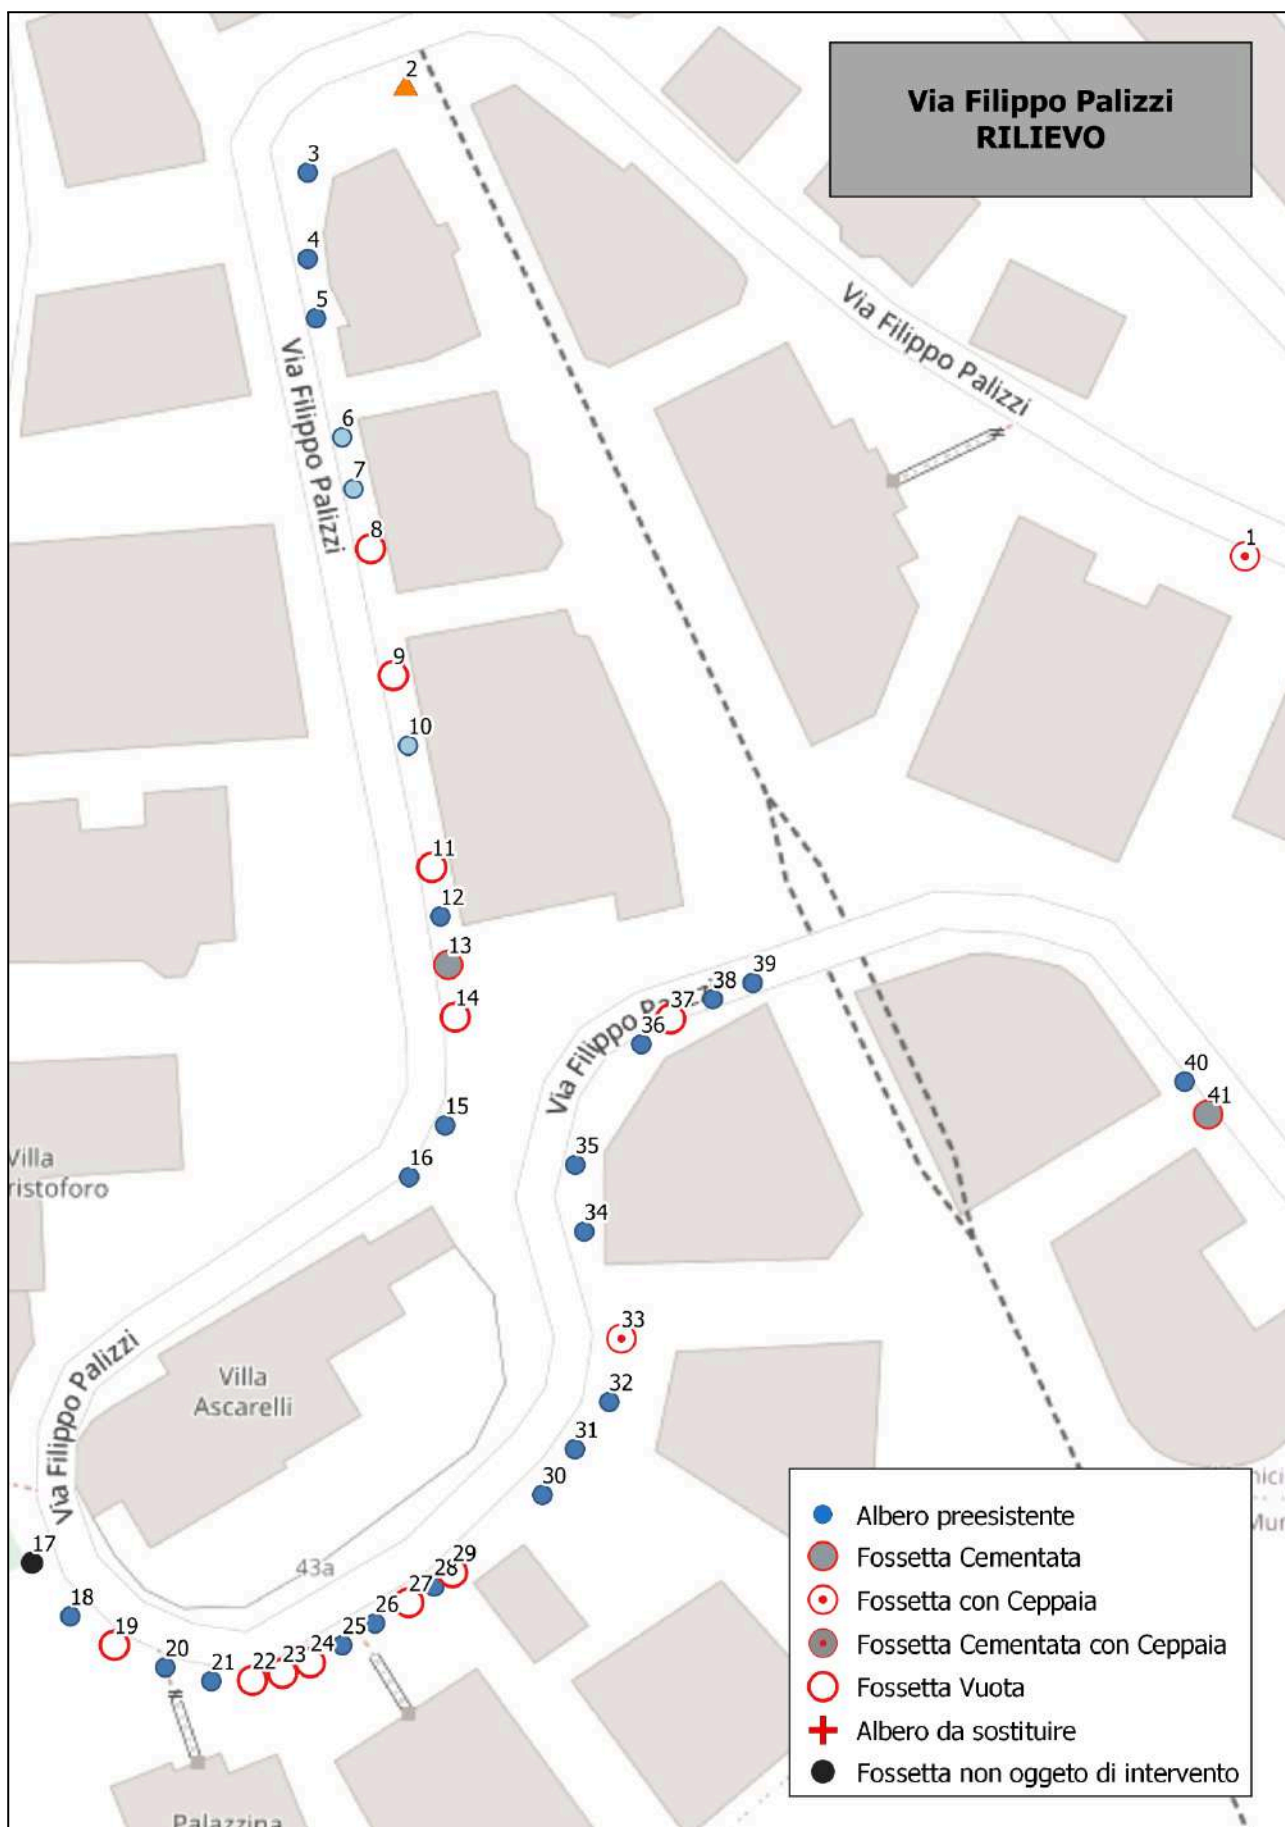 Via Filippo Palizzi
RILIEVO
2
3
4
5
Via Filippo Palizzi
Via Filippo Palizzi
6
7
8
1
9
10
11
12
13
14
39
38
37
36
Via Filippo Palizzi
40
41
15
16
35
34
Villa
ristoforo
33
32
31
30
Via Filippo Palizzi
Villa
Ascarelli
43a
17
18
19
20
21
22
23
24
25
26
27
28
29
nici
Mur
Albero preesistente
Fossetta Cementata
Fossetta con Ceppaia
Fossetta Cementata con Ceppaia
Fossetta Vuota
Albero da sostituire
Fossetta non oggeto di intervento
Palazzina